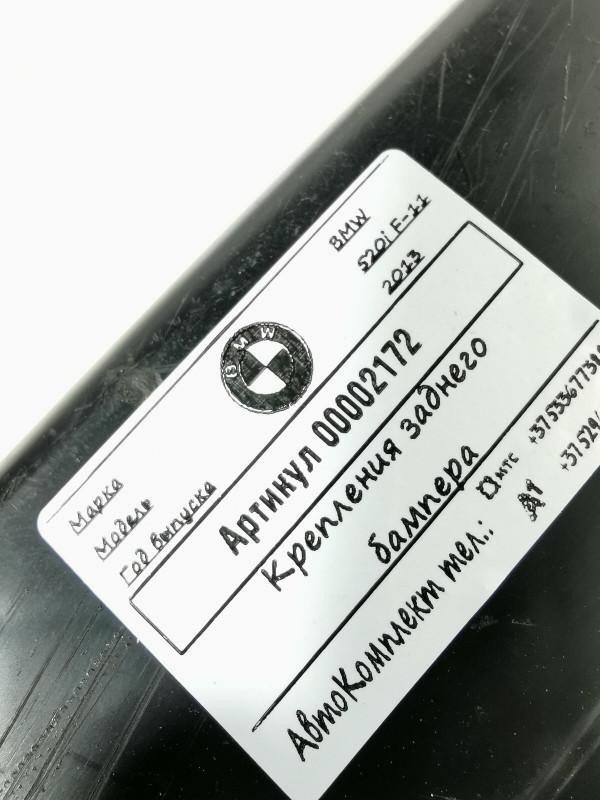 Марка BMW
Модель 520i F-11
Год выпуска 2013
BMW
Артикул 00002172
Крепления заднего
бампера
АвтоКомплект тел.: мтс
A1